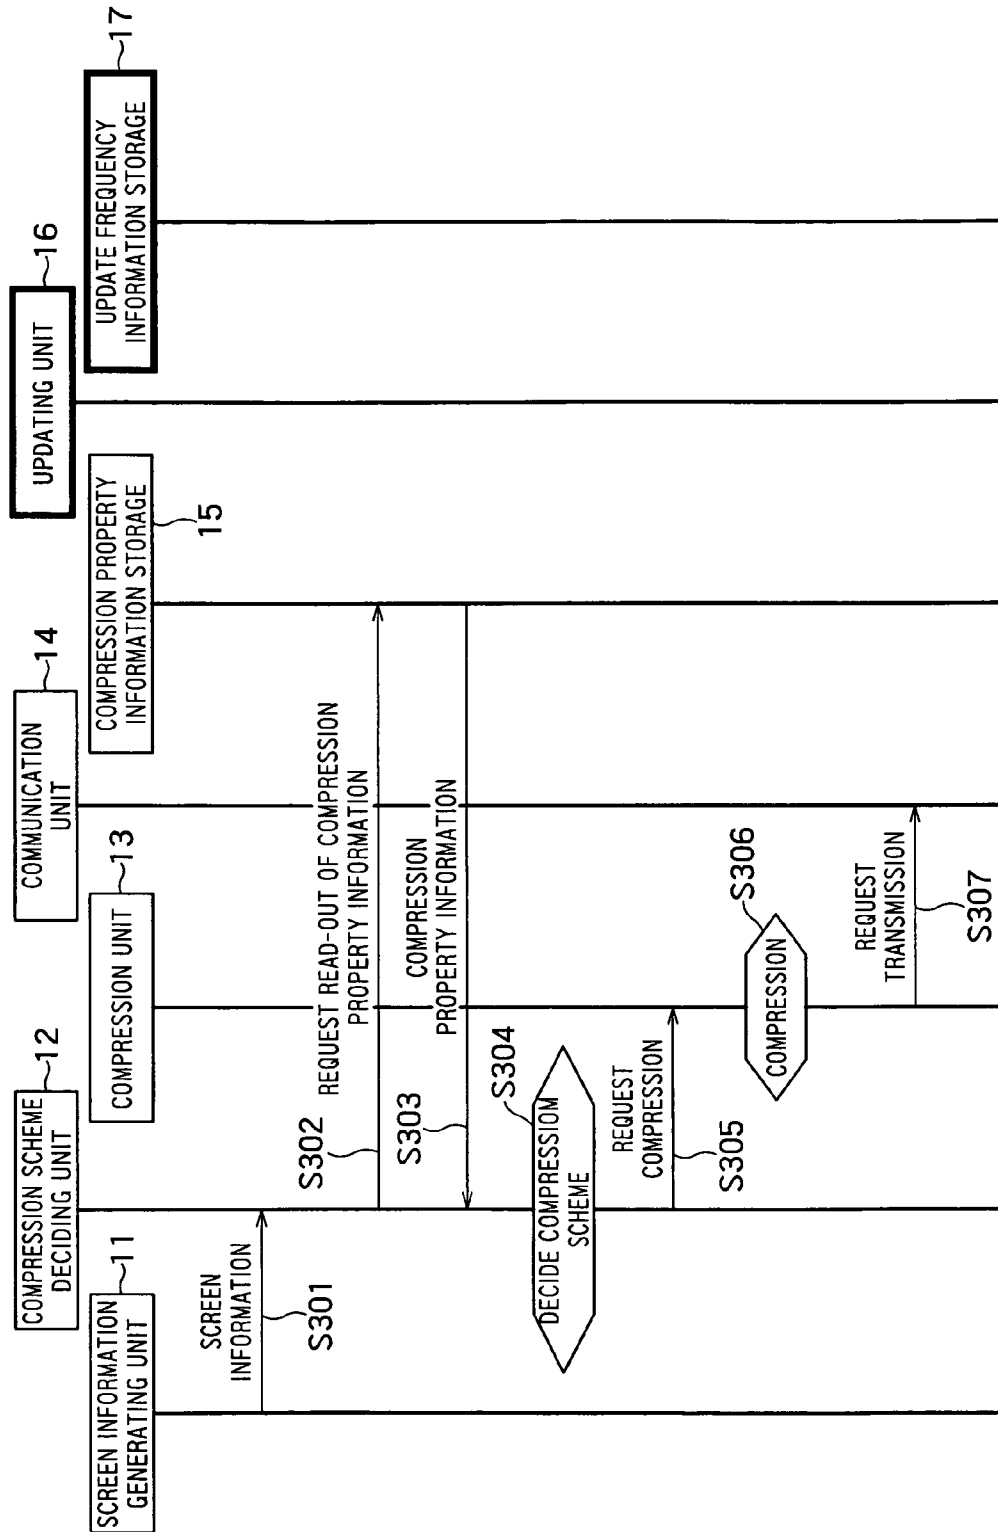 SCREEN INFORMATION
GENERATING UNIT
11
COMPRESSION SCHEME
DECIDING UNIT
12
COMPRESSION UNIT
13
COMMUNICATION
UNIT
14
COMPRESSION PROPERTY
INFORMATION STORAGE
15
UPDATING UNIT
16
UPDATE FREQUENCY
INFORMATION STORAGE
17
SCREEN
INFORMATION
S301
REQUEST READ-OUT OF COMPRESSION
PROPERTY INFORMATION
S302
COMPRESSION
PROPERTY INFORMATION
S303
DECIDE COMPRESSIOM
SCHEME
S304
REQUEST
COMPRESSION
S305
COMPRESSION
S306
REQUEST
TRANSMISSION
S307